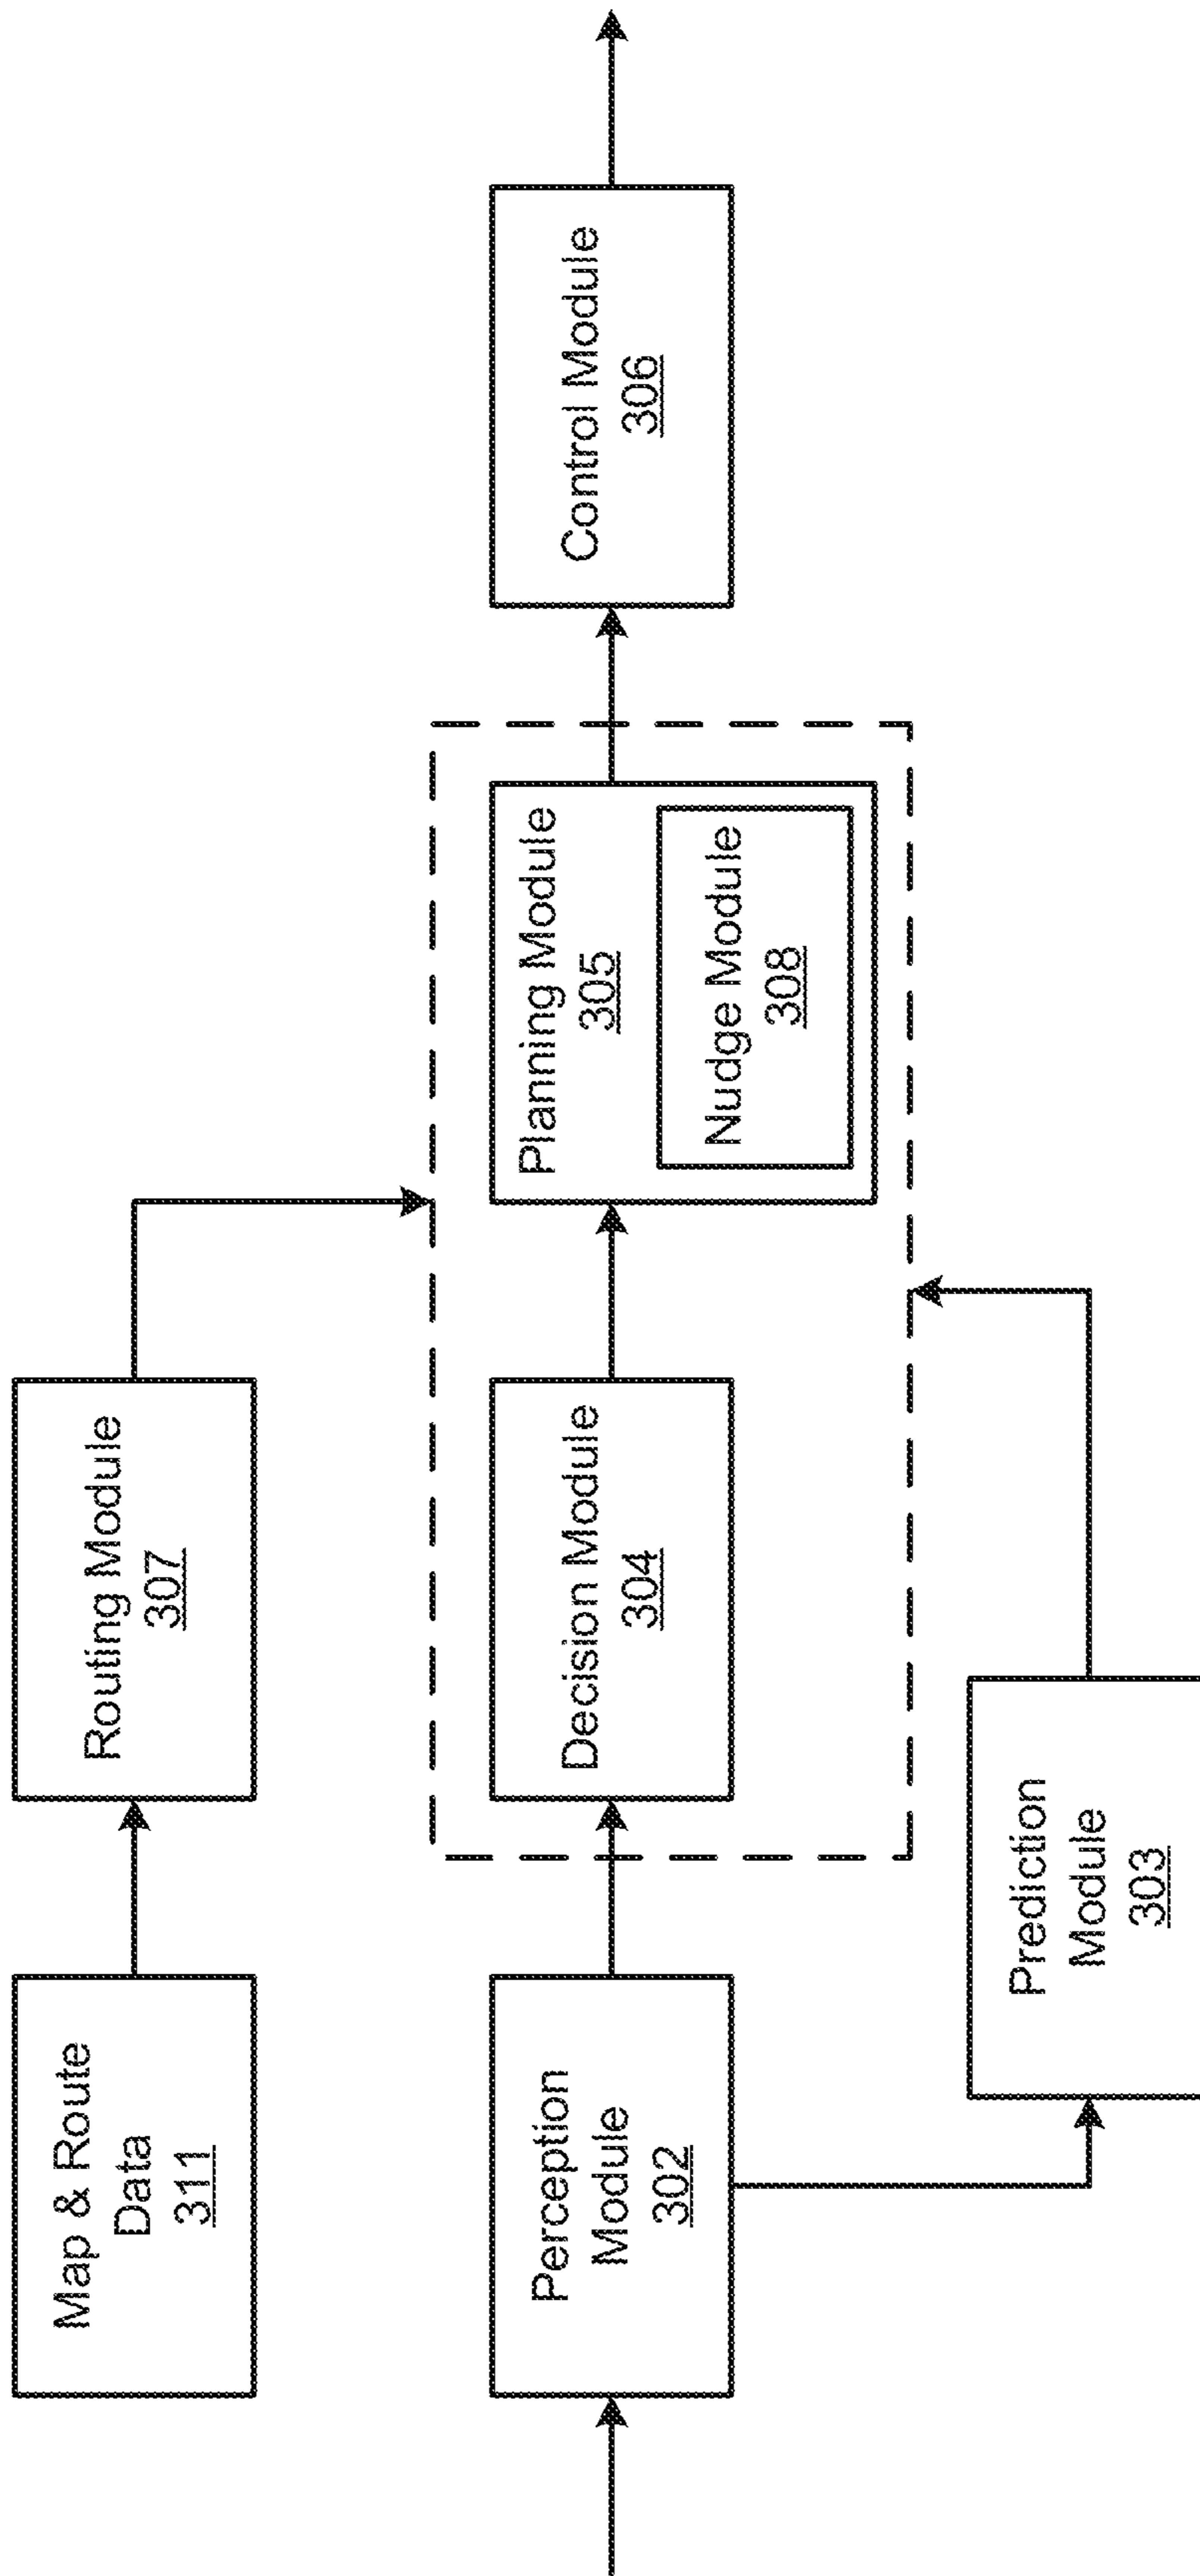 Map & Route
Data
311
Routing Module
307
Perception
Module
302
Decision Module
304
Planning Module
305
Nudge Module
308
Control Module
306
Prediction
Module
303